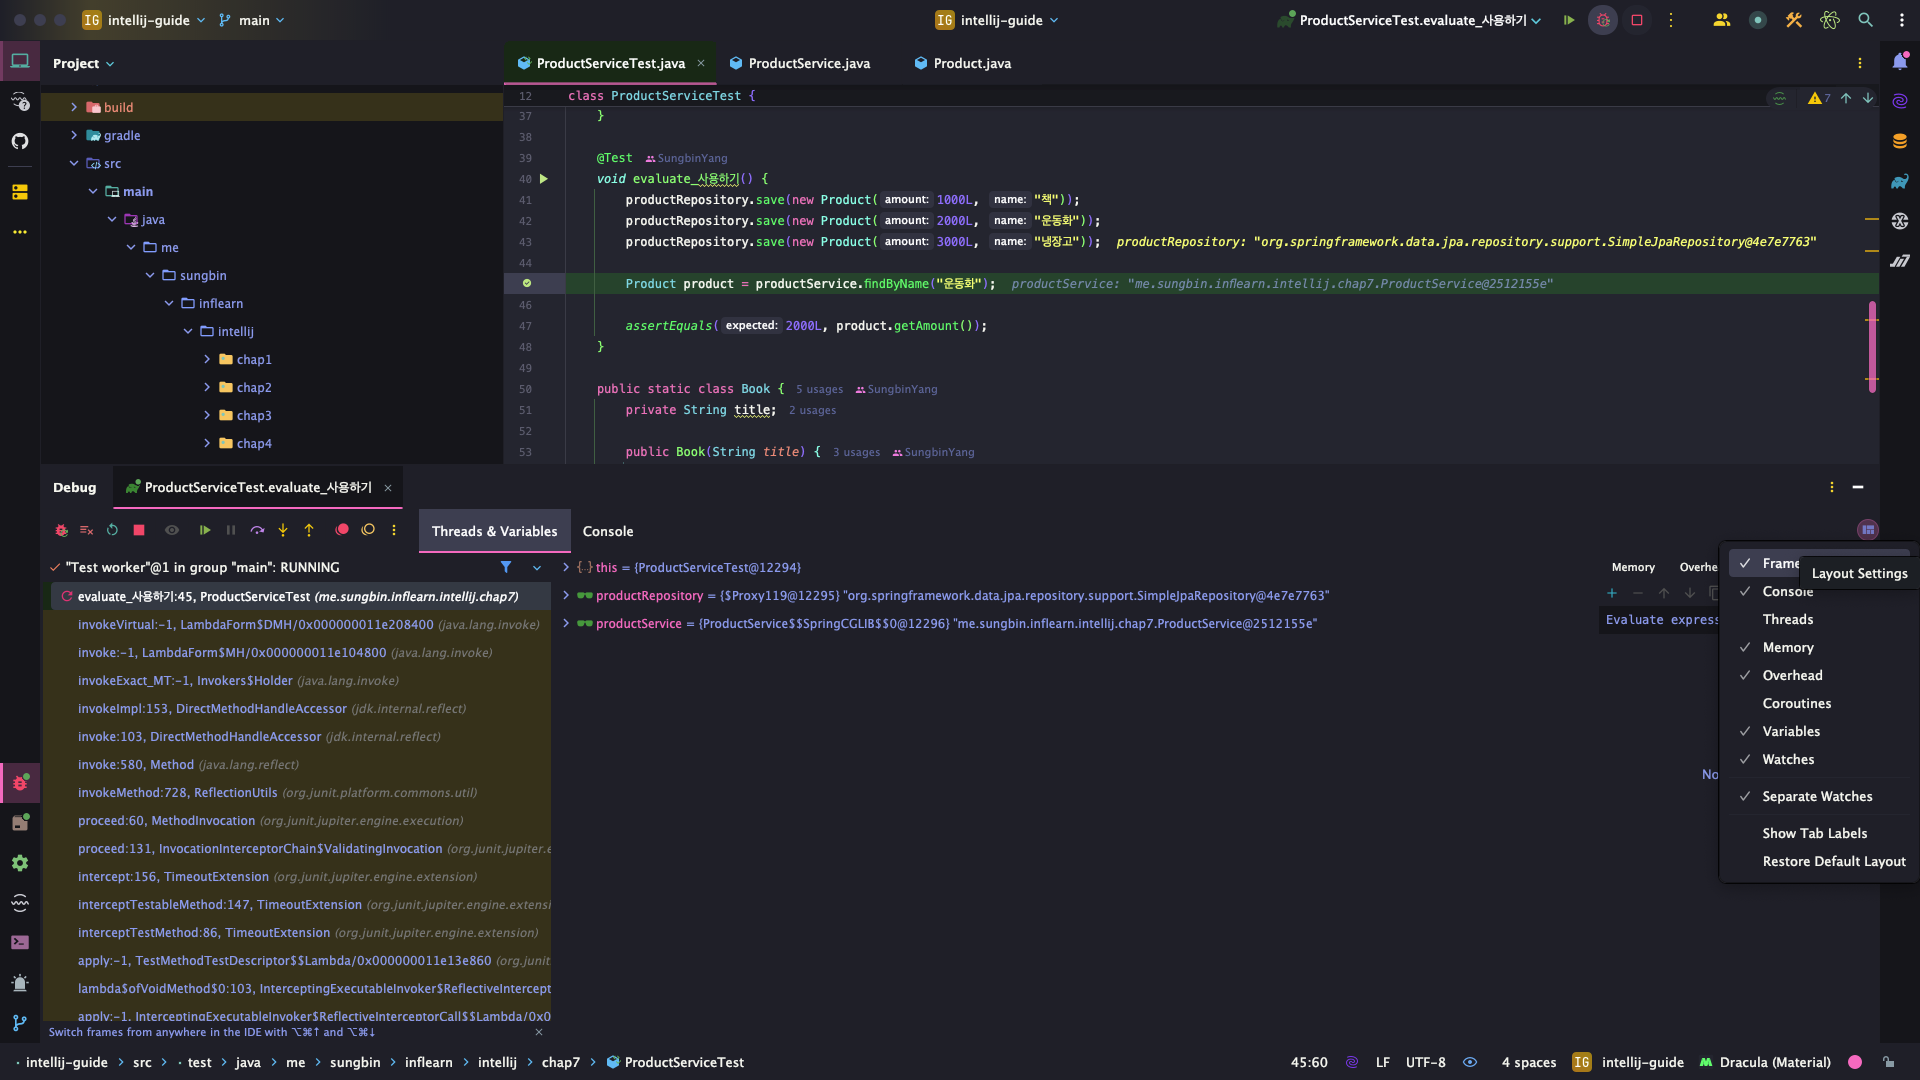 IG intellij-guide main
IG intellij-guide
ProductServiceTest.evaluate_사용하기
Project
ProductServiceTest.java
ProductService.java
Product.java
build
gradle
src
main
java
me
sungbin
inflearn
intellij
chap1
chap2
chap3
chap4
12 class ProductServiceTest {
7
37 }
38
39 @Test SungbinYang
40 void evaluate_사용하기() {
41 productRepository.save(new Product( amount: 1000L, name: "책"));
42 productRepository.save(new Product( amount: 2000L, name: "운동화"));
43 productRepository.save(new Product( amount: 3000L, name: "냉장고")); productRepository: "org.springframework.data.jpa.repository.support.SimpleJpaRepository@4e7e7763"
44
Product product = productService.findByName("운동화"); productService: "me.sungbin.inflearn.intellij.chap7.ProductService@2512155e"
46
47 assertEquals( expected: 2000L, product.getAmount());
48 }
49
50 public static class Book { 5 usages SungbinYang
51 private String title; 2 usages
52
53 public Book(String title) { 3 usages SungbinYang
Debug
ProductServiceTest.evaluate_사용하기
Threads & Variables
Console
"Test worker"@1 in group "main": RUNNING
evaluate_사용하기:45, ProductServiceTest (me.sungbin.inflearn.intellij.chap7)
invokeVirtual:-1, LambdaForm$DMH/0x000000011e208400 (java.lang.invoke)
invoke:-1, LambdaForm$MH/0x000000011e104800 (java.lang.invoke)
invokeExact_MT:-1, Invokers$Holder (java.lang.invoke)
invokeImpl:153, DirectMethodHandleAccessor (jdk.internal.reflect)
invoke:103, DirectMethodHandleAccessor (jdk.internal.reflect)
invoke:580, Method (java.lang.reflect)
invokeMethod:728, ReflectionUtils (org.junit.platform.commons.util)
proceed:60, MethodInvocation (org.junit.jupiter.engine.execution)
proceed:131, InvocationInterceptorChain$ValidatingInvocation (org.jupiter.e
intercept:156, TimeoutExtension (org.junit.jupiter.engine.extension)
interceptTestableMethod:147, TimeoutExtension (org.junit.jupiter.engine.extensi
interceptTestMethod:86, TimeoutExtension (org.junit.jupiter.engine.extension)
apply:-1, TestMethodTestDescriptor$$Lambda/0x000000011e13e860 (org.junit
lambda$ofVoidMethod$0:103, InterceptingExecutableInvoker$ReflectiveIntercept
apply:-1, InterceptingExecutableInvoker$ReflectiveInterceptorCall$$Lambda/0x0
Switch frames from anywhere in the IDE with ⌥⌘↑ and ⌥⌘↓
this = {ProductServiceTest@12294}
productRepository = {$Proxy119@12295} "org.springframework.data.jpa.repository.support.SimpleJpaRepository@4e7e7763"
productService = {ProductService$$SpringCGLIB$$0@12296} "me.sungbin.inflearn.intellij.chap7.ProductService@2512155e"
Memory
Overhe
Evaluate express
No
Frame
Layout Settings
Console
Threads
Memory
Overhead
Coroutines
Variables
Watches
Separate Watches
Show Tab Labels
Restore Default Layout
intellij-guide > src > test > java > me > sungbin > inflearn > intellij > chap7 > ProductServiceTest
45:60 LF UTF-8 4 spaces IG intellij-guide Dracula (Material)